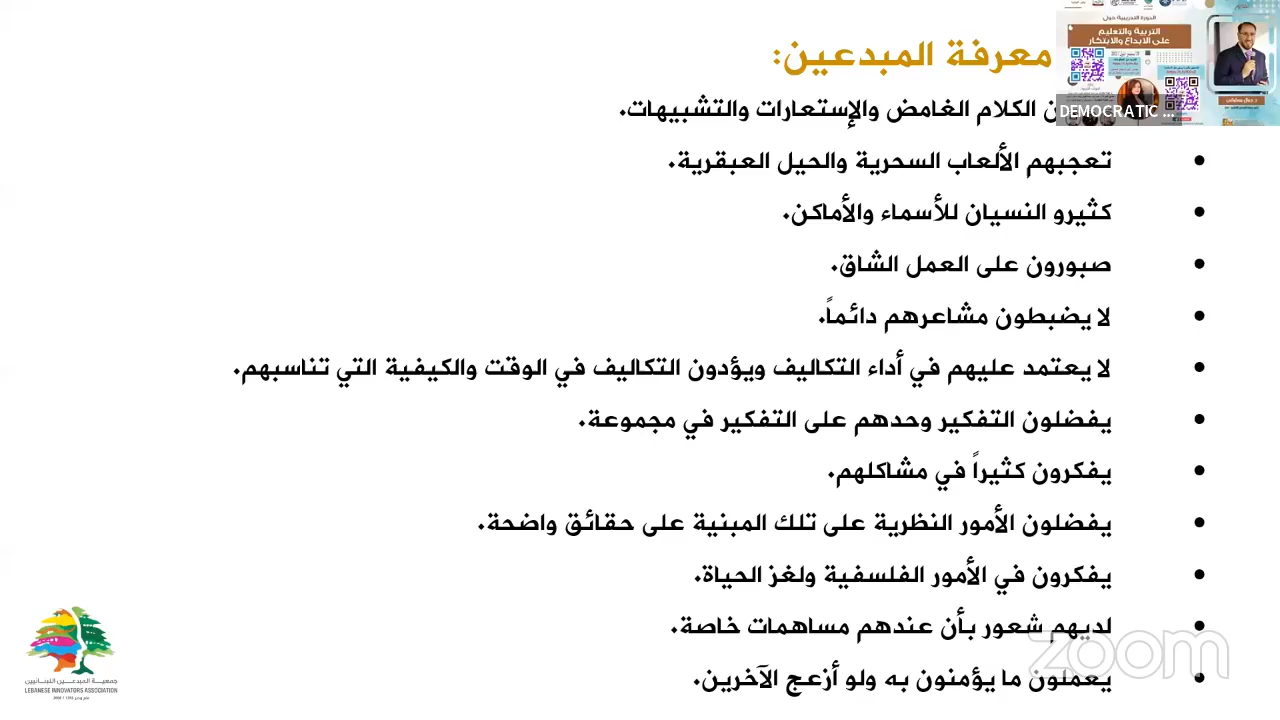 معرفة المبدعين:
الكلام الغامض والإستعارات والتشبيهات.
تعجبهم الألعاب السحرية والحيل العبقرية.
كثيرو النسيان للأسماء والأماكن.
صبورون على العمل الشاق.
لا يضبطون مشاعرهم دائماً.
لا يعتمد عليهم في أداء التكاليف ويؤدون التكاليف في الوقت والكيفية التي تناسبهم.
يفضلون التفكير وحدهم على التفكير في مجموعة.
يفكرون كثيراً في مشاكلهم.
يفضلون الأمور النظرية على تلك المبنية على حقائق واضحة.
يفكرون في الأمور الفلسفية ولغز الحياة.
لديهم شعور بأن عندهم مساهمات خاصة.
يعملون ما يؤمنون به ولو أزعج الآخرين.
الدورة التدريبية حول
التربية والتعليم
على الابداع والابتكار
DEMOCRATIC ...
جمعية المبدعين اللبنانيين
LEBANESE INNOVATORS ASSOCIATION
zoom